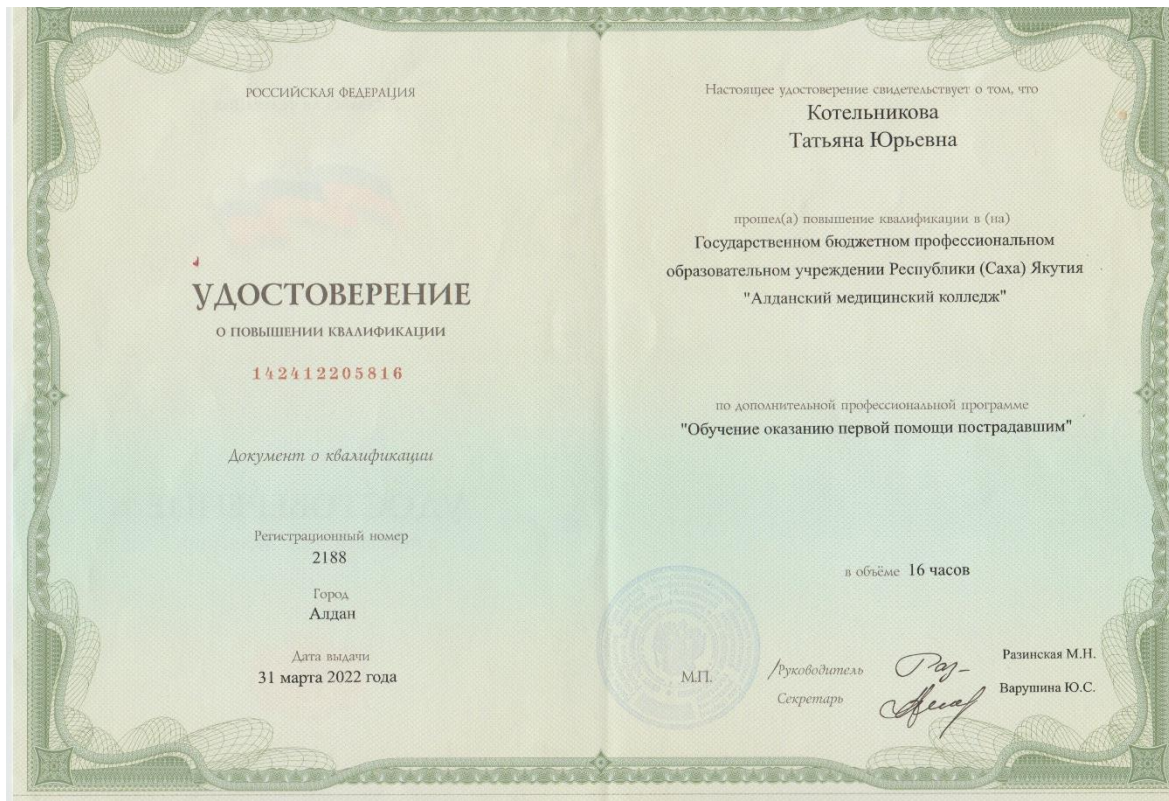 РОССИЙСКАЯ ФЕДЕРАЦИЯ
УДОСТОВЕРЕНИЕ
О ПОВЫШЕНИИ КВАЛИФИКАЦИИ
142412205816
Документ о квалификации
Регистрационный номер
2188
Город
Алдан
Дата выдачи
31 марта 2022 года
Настоящее удостоверение свидетельствует о том, что
Котельникова
Татьяна Юрьевна
прошел(а) повышение квалификации в (на)
Государственном бюджетном профессиональном
образовательном учреждении Республики (Саха) Якутия
"Алданский медицинский колледж"
по дополнительной профессиональной программе
"Обучение оказанию первой помощи пострадавшим"
в объёме 16 часов
М.П.
Руководитель
Разинская М.Н.
Секретарь
Варушина Ю.С.